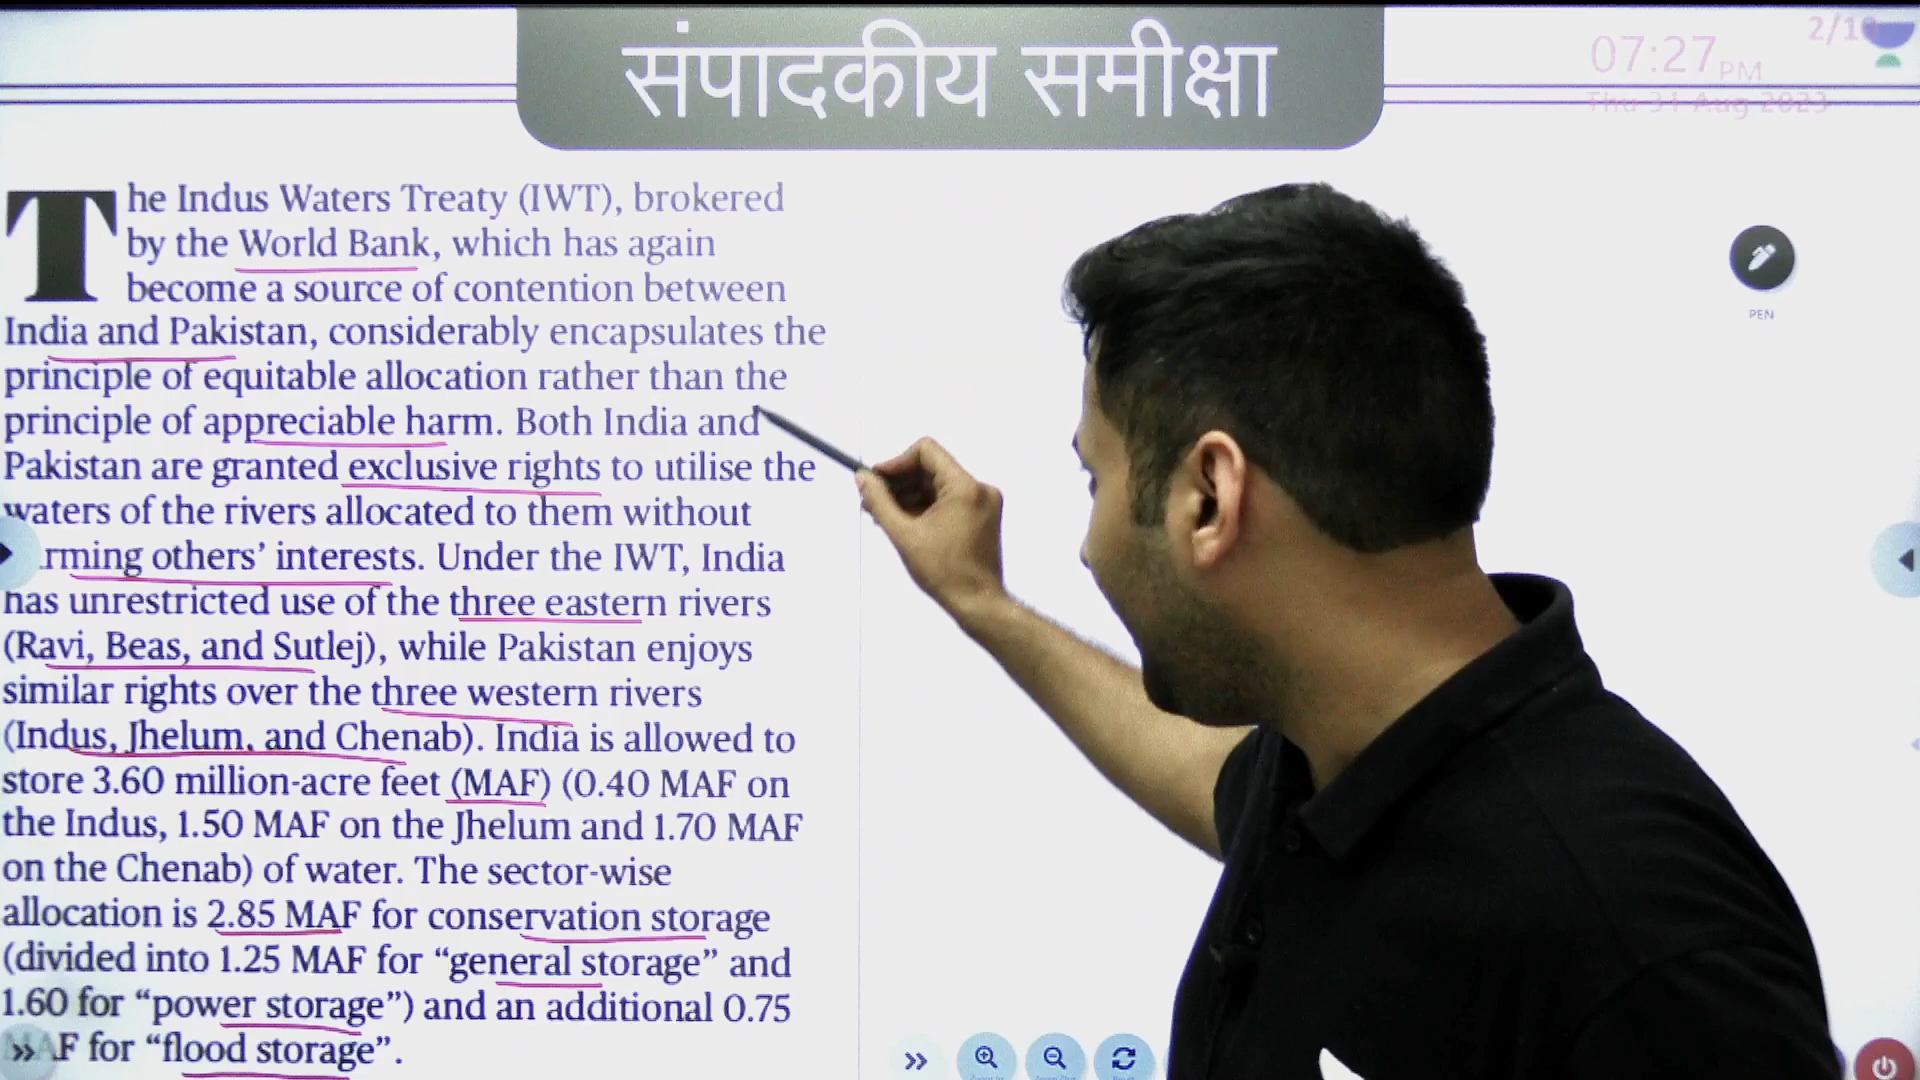 संपादकीय समीक्षा
07:27 PM
Thu 31 Aug 2023
The Indus Waters Treaty (IWT), brokered
by the World Bank, which has again
become a source of contention between
India and Pakistan, considerably encapsulates the
principle of equitable allocation rather than the
principle of appreciable harm. Both India and
Pakistan are granted exclusive rights to utilise the
waters of the rivers allocated to them without
rming others’ interests. Under the IWT, India
has unrestricted use of the three eastern rivers
(Ravi, Beas, and Sutlej), while Pakistan enjoys
similar rights over the three western rivers
(Indus, Jhelum, and Chenab). India is allowed to
store 3.60 million-acre feet (MAF) (0.40 MAF on
the Indus, 1.50 MAF on the Jhelum and 1.70 MAF
on the Chenab) of water. The sector-wise
allocation is 2.85 MAF for conservation storage
(divided into 1.25 MAF for “general storage” and
1.60 for “power storage”) and an additional 0.75
MAF for “flood storage”.
PEN